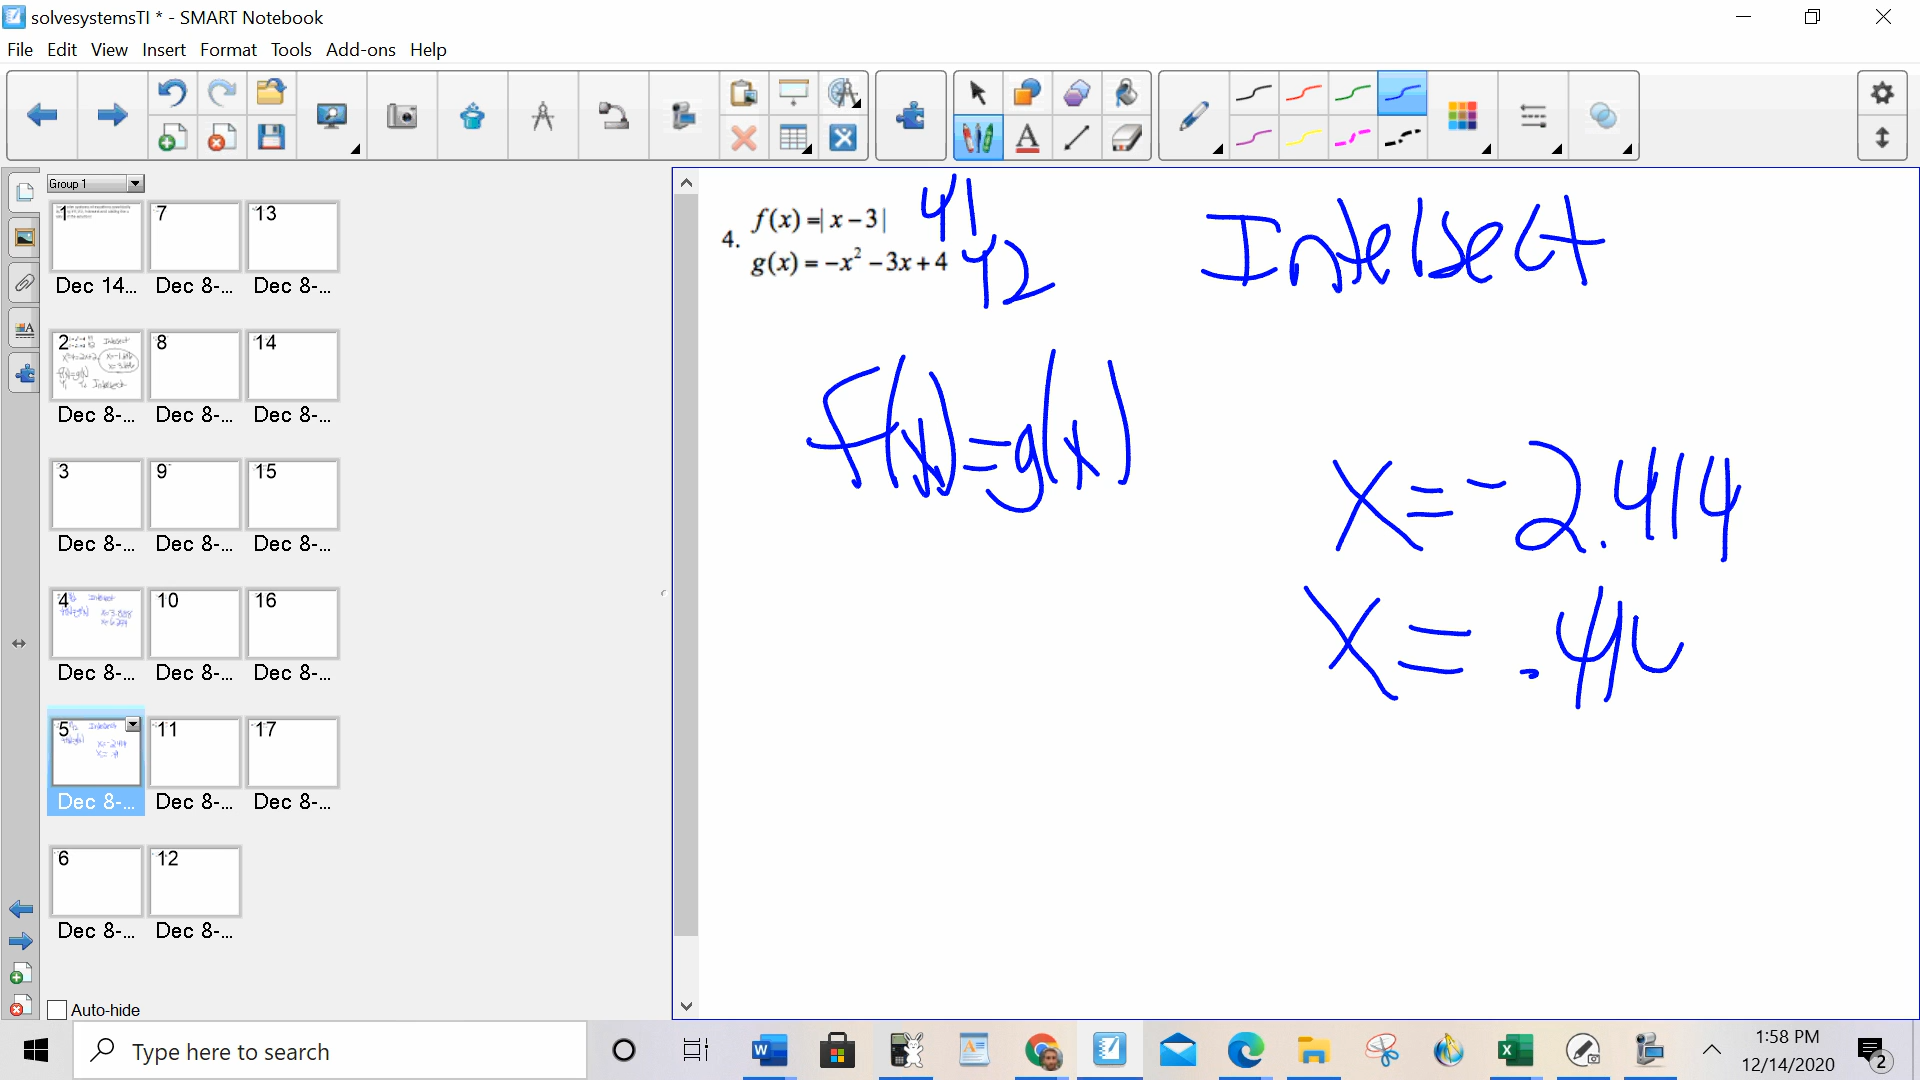 solvesystemsTI * - SMART Notebook
File Edit View Insert Format Tools Add-ons Help
Group 1
1 7 13
Dec 14... Dec 8-... Dec 8-...
2 8 14
Dec 8-... Dec 8-... Dec 8-...
3 9 15
Dec 8-... Dec 8-... Dec 8-...
4 10 16
Dec 8-... Dec 8-... Dec 8-...
5 11 17
Dec 8-... Dec 8-... Dec 8-...
6 12
Dec 8-... Dec 8-...
Auto-hide
4. f(x) =| x − 3 | y1
g(x) = −x² − 3x + 4 y2
Intersect
f(x)=g(x)
x=-2.414
x= .41
Type here to search
1:58 PM
12/14/2020
2